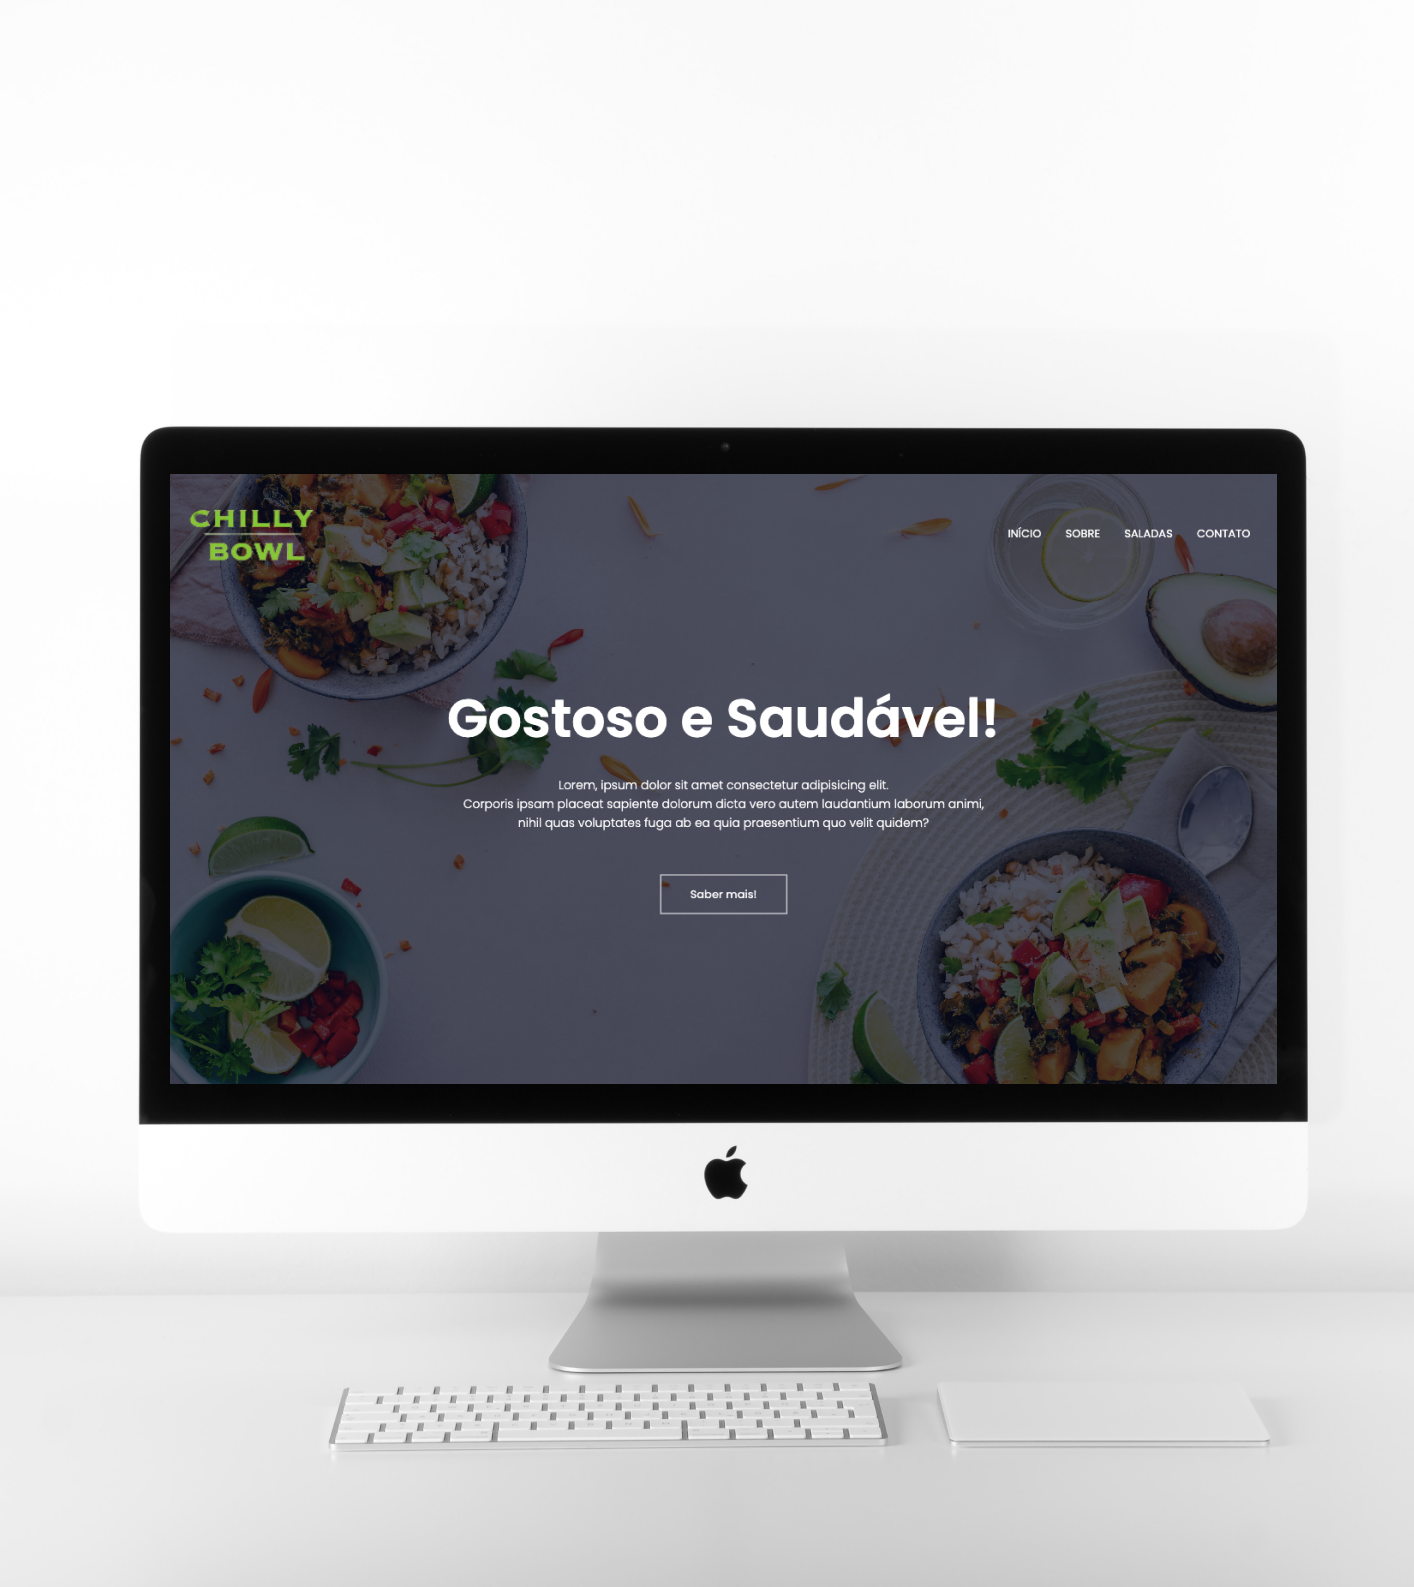 CHILLY
BOWL
INÍCIO SOBRE SALADAS CONTATO
Gostoso e Saudável!
Lorem, ipsum dolor sit amet consectetur adipisicing elit.
Corporis ipsam placeat sapiente dolorum dicta vero autem laudantium laborum animi,
nihil quas voluptates fuga ab ea quia praesentium quo velit quidem?
Saber mais!